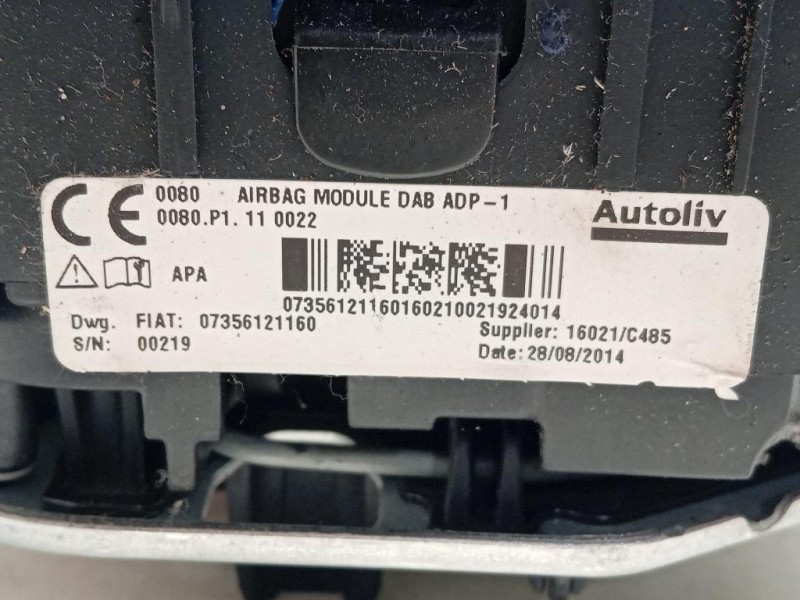 CE 0080 AIRBAG MODULE DAB ADP-1
0080.P1. 11 0022
Autoliv
APA
07356121160160210021924014
Dwg. FIAT: 07356121160
Supplier: 16021/C485
S/N: 00219
Date: 28/08/2014